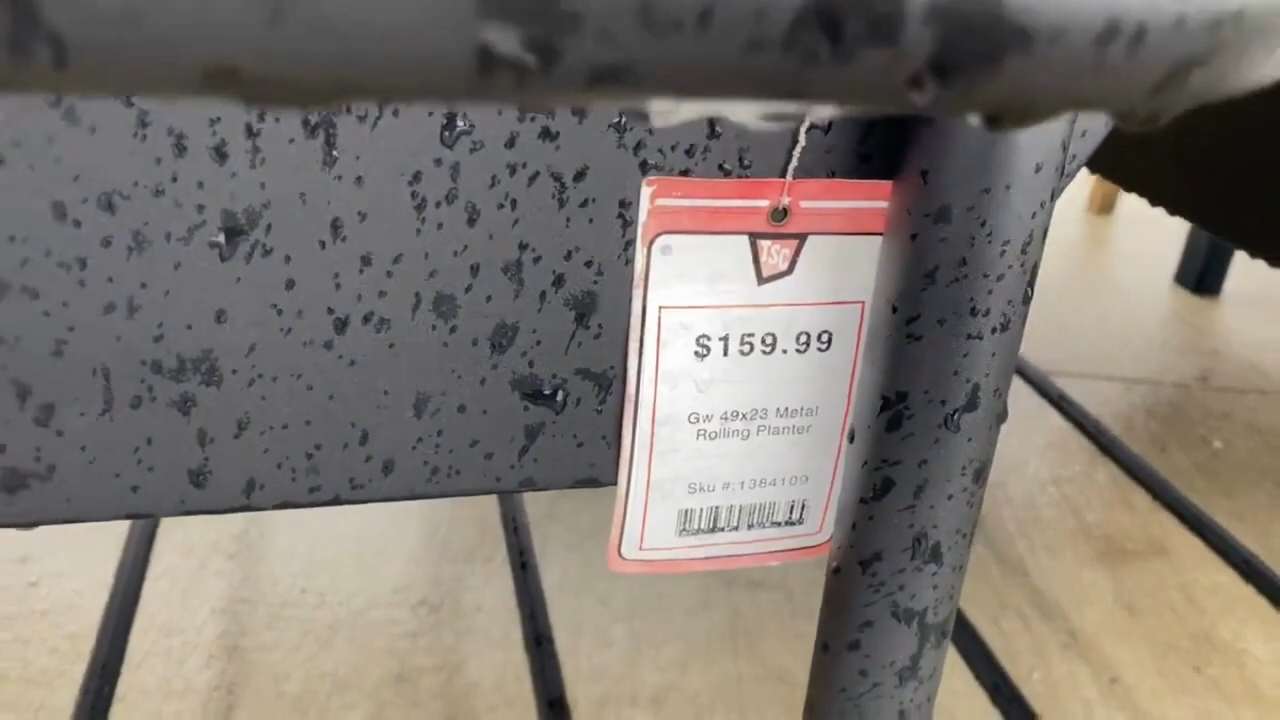 TSC
$159.99
Gw 49x23 Metal
Rolling Planter
Sku #:1384109